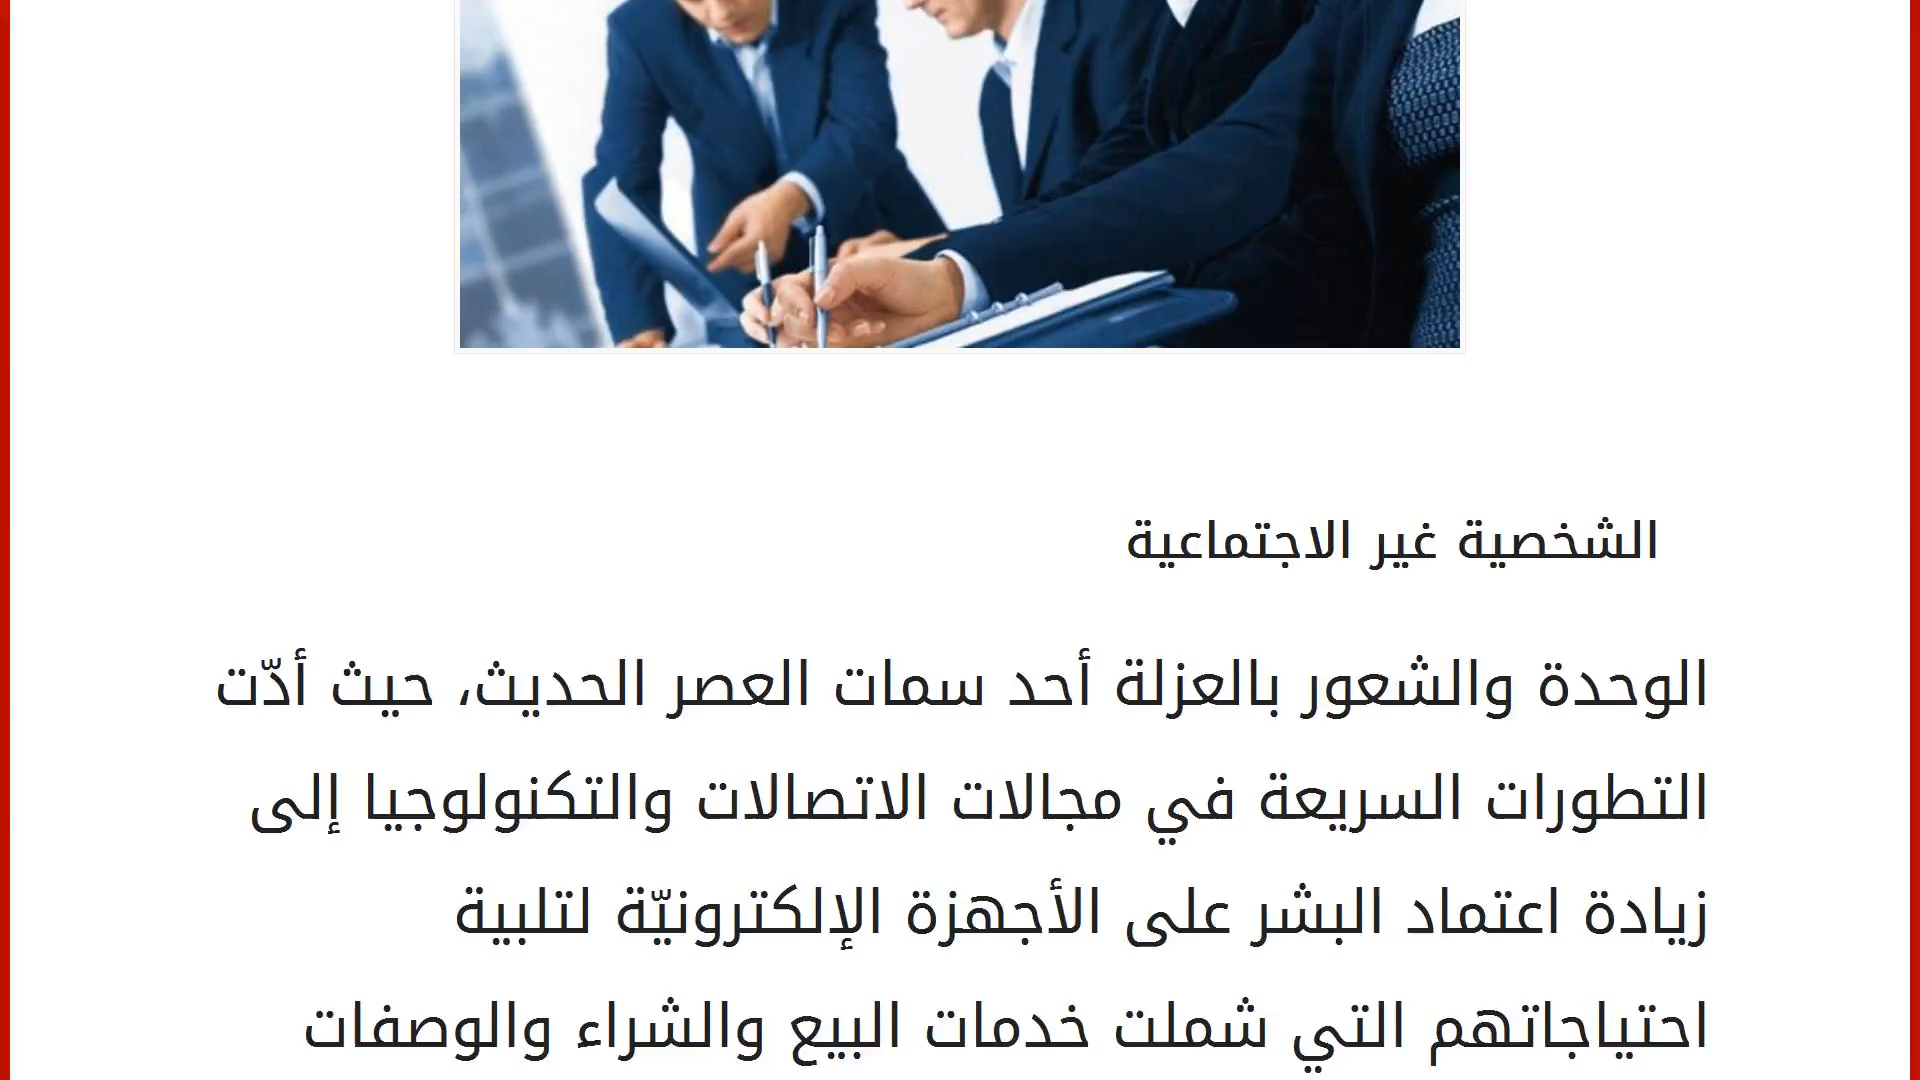 الشخصية غير الاجتماعية
الوحدة والشعور بالعزلة أحد سمات العصر الحديث، حيث أدّت
التطورات السريعة في مجالات الاتصالات والتكنولوجيا إلى
زيادة اعتماد البشر على الأجهزة الإلكترونيّة لتلبية
احتياجاتهم التي شملت خدمات البيع والشراء والوصفات